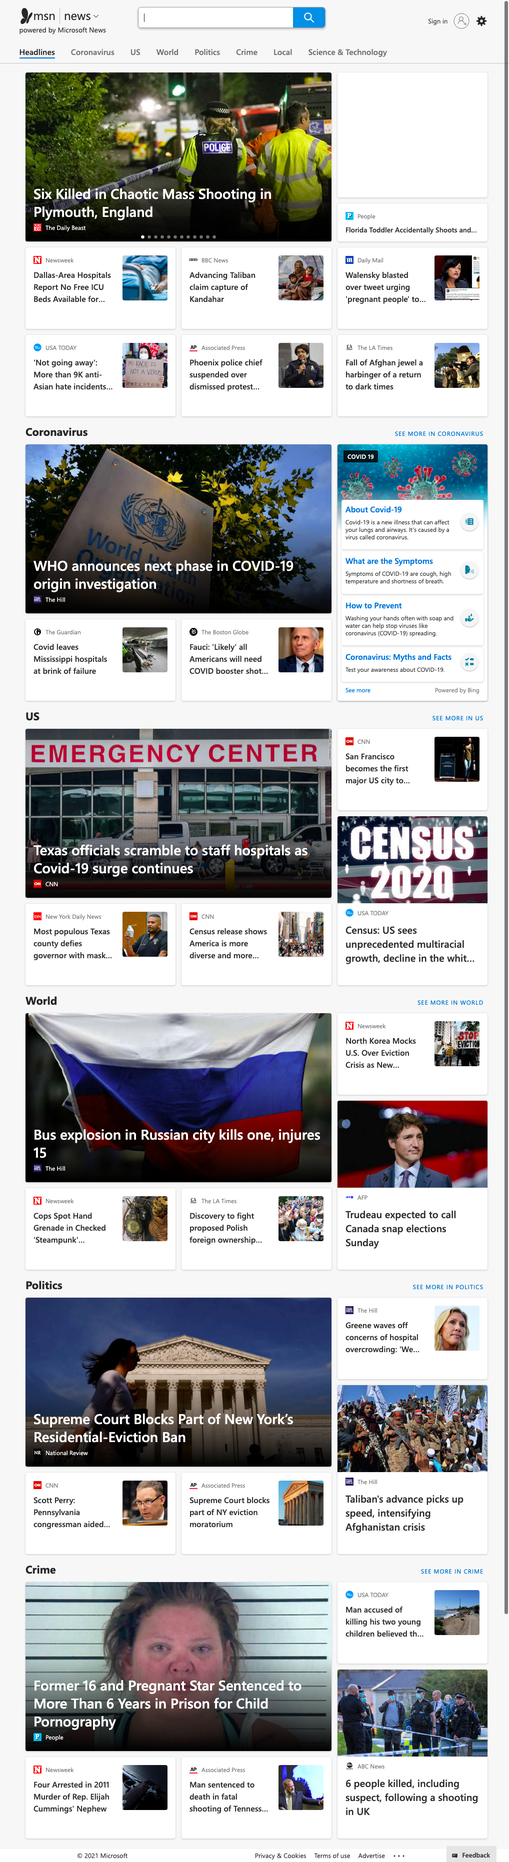 msn news
powered by Microsoft News
Sign in
Headlines Coronavirus US World Politics Crime Local Science & Technology
POLICE
Six Killed in Chaotic Mass Shooting in
Plymouth, England
The Daily Beast
People
Florida Toddler Accidentally Shoots and...
Newsweek
Dallas-Area Hospitals
Report No Free ICU
Beds Available for...
BBC News
Advancing Taliban
claim capture of
Kandahar
Daily Mail
Walensky blasted
over tweet urging
'pregnant people' to...
USA TODAY
'Not going away':
More than 9K anti-
Asian hate incidents...
Associated Press
Phoenix police chief
suspended over
dismissed protest...
The LA Times
Fall of Afghan jewel a
harbinger of a return
to dark times
Coronavirus
SEE MORE IN CORONAVIRUS
World Health
WHO announces next phase in COVID-19
origin investigation
The Hill
COVID 19
About Covid-19
Covid-19 is a new illness that can affect
your lungs and airways. It's caused by a
virus called coronavirus.
What are the Symptoms
Symptoms of COVID-19 are cough, high
temperature and shortness of breath.
How to Prevent
Washing your hands often with soap and
water can help stop viruses like
coronavirus (COVID-19) spreading.
Coronavirus: Myths and Facts
Test your awareness about COVID-19.
See more
Powered by Bing
The Guardian
Covid leaves
Mississippi hospitals
at brink of failure
The Boston Globe
Fauci: 'Likely' all
Americans will need
COVID booster shot...
US
SEE MORE IN US
EMERGENCY CENTER
Texas officials scramble to staff hospitals as
Covid-19 surge continues
CNN
CNN
San Francisco
becomes the first
major US city to...
CENSUS
2020
USA TODAY
Census: US sees
unprecedented multiracial
growth, decline in the whit...
New York Daily News
Most populous Texas
county defies
governor with mask...
CNN
Census release shows
America is more
diverse and more...
World
SEE MORE IN WORLD
Bus explosion in Russian city kills one, injures
15
The Hill
Newsweek
North Korea Mocks
U.S. Over Eviction
Crisis as New...
STOP
EVICTION
AFP
Trudeau expected to call
Canada snap elections
Sunday
Newsweek
Cops Spot Hand
Grenade in Checked
'Steampunk'...
The LA Times
Discovery to fight
proposed Polish
foreign ownership...
Politics
SEE MORE IN POLITICS
Supreme Court Blocks Part of New York's
Residential-Eviction Ban
NR National Review
The Hill
Greene waves off
concerns of hospital
overcrowding: 'We...
The Hill
Taliban's advance picks up
speed, intensifying
Afghanistan crisis
CNN
Scott Perry:
Pennsylvania
congressman aided...
Associated Press
Supreme Court blocks
part of NY eviction
moratorium
Crime
SEE MORE IN CRIME
Former 16 and Pregnant Star Sentenced to
More Than 6 Years in Prison for Child
Pornography
People
USA TODAY
Man accused of
killing his two young
children believed th...
ABC News
6 people killed, including
suspect, following a shooting
in UK
Newsweek
Four Arrested in 2011
Murder of Rep. Elijah
Cummings' Nephew
Associated Press
Man sentenced to
death in fatal
shooting of Tenness...
© 2021 Microsoft
Privacy & Cookies Terms of use Advertise ...
Feedback